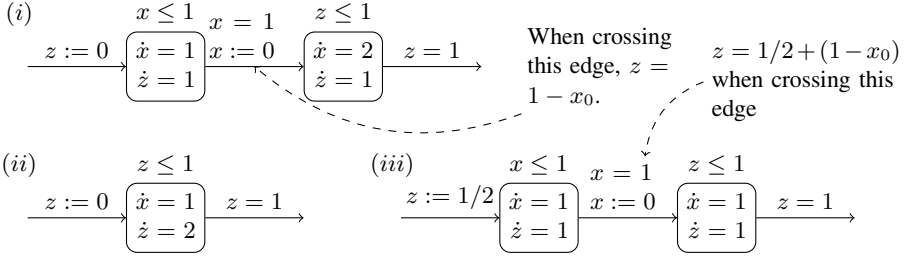 (i)
x ≤ 1
z := 0
ẋ = 1
ż = 1
x = 1
x := 0
z ≤ 1
ẋ = 2
ż = 1
z = 1
When crossing
this edge, z =
1 − x₀.
z = 1/2 + (1 − x₀)
when crossing this
edge
(ii)
z ≤ 1
z := 0
ẋ = 1
ż = 2
z = 1
(iii)
x ≤ 1
z := 1/2
ẋ = 1
ż = 1
x = 1
x := 0
z ≤ 1
ẋ = 1
ż = 1
z = 1